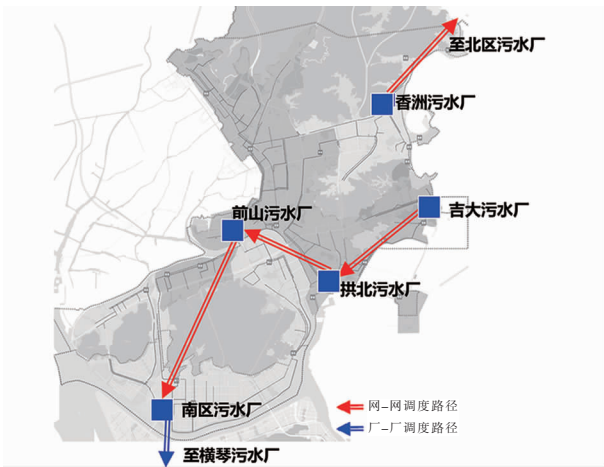 至北区污水厂
香洲污水厂
吉大污水厂
前山污水厂
拱北污水厂
南区污水厂
网–网调度路径
厂–厂调度路径
至横琴污水厂